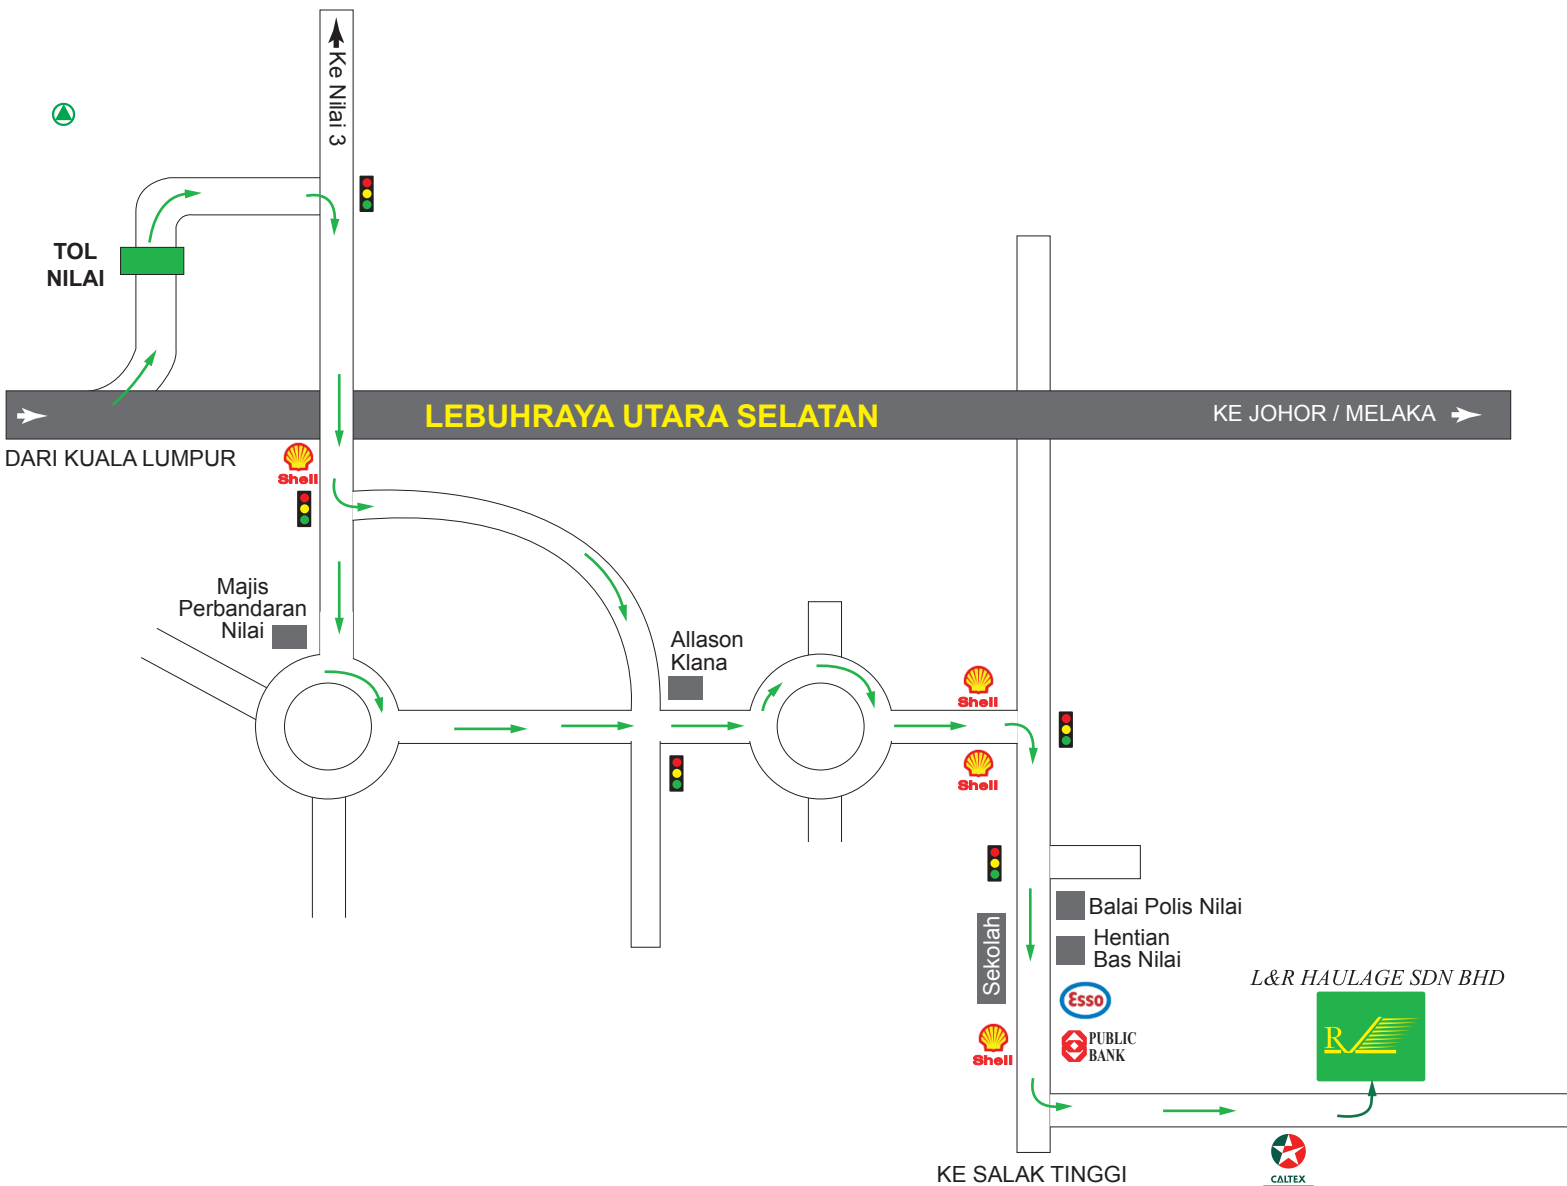 Ke Nilai 3
TOL
NILAI
LEBUHRAYA UTARA SELATAN
KE JOHOR / MELAKA
DARI KUALA LUMPUR
Shell
Majis
Perbandaran
Nilai
Allason
Klana
Shell
Shell
Balai Polis Nilai
Sekolah
Hentian
Bas Nilai
L&R HAULAGE SDN BHD
Esso
R
Shell
PUBLIC
BANK
KE SALAK TINGGI
CALTEX